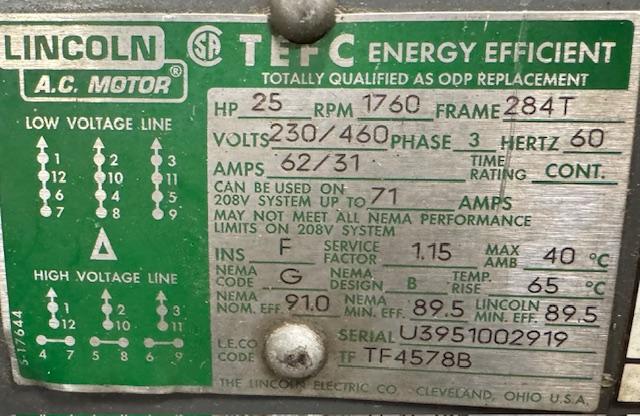 LINCOLN
A.C. MOTOR®
SA
TEFC ENERGY EFFICIENT
TOTALLY QUALIFIED AS ODP REPLACEMENT
LOW VOLTAGE LINE
1 2 3
12 10 11
6 4 5
7 8 9
Δ
HIGH VOLTAGE LINE
1 2 3
12 10 11
4 7 5 8 6 9
S-17644
HP 25 RPM 1760 FRAME 284T
VOLTS 230/460 PHASE 3 HERTZ 60
AMPS 62/31 TIME RATING CONT.
CAN BE USED ON
208V SYSTEM UP TO 71 AMPS
MAY NOT MEET ALL NEMA PERFORMANCE
LIMITS ON 208V SYSTEM
INS F SERVICE FACTOR 1.15 MAX AMB 40 °C
NEMA CODE G NEMA DESIGN B TEMP. RISE 65 °C
NEMA NOM. EFF. 91.0 NEMA MIN. EFF. 89.5 LINCOLN MIN. EFF. 89.5
SERIAL U3951002919
L.E.CO CODE TF TF4578B
THE LINCOLN ELECTRIC CO. CLEVELAND, OHIO U.S.A.